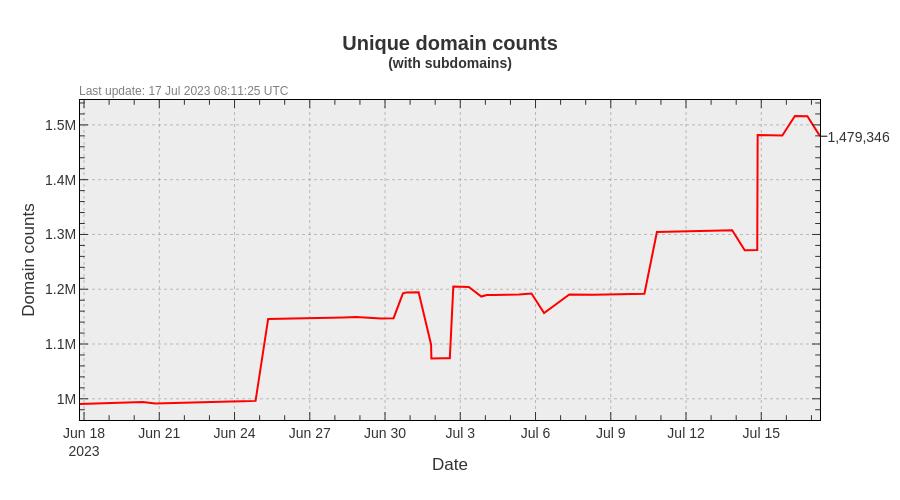 Unique domain counts
(with subdomains)
Last update: 17 Jul 2023 08:11:25 UTC
1.5M
1,479,346
1.4M
1.3M
1.2M
1.1M
1M
Domain counts
Jun 18 Jun 21 Jun 24 Jun 27 Jun 30 Jul 3 Jul 6 Jul 9 Jul 12 Jul 15
2023
Date